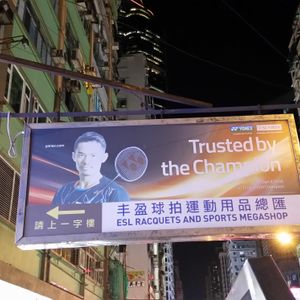 YONEX
Trusted by
the Champion
丰盈球拍運動用品總匯
ESL RACQUETS AND SPORTS MEGASHOP
請上一字樓